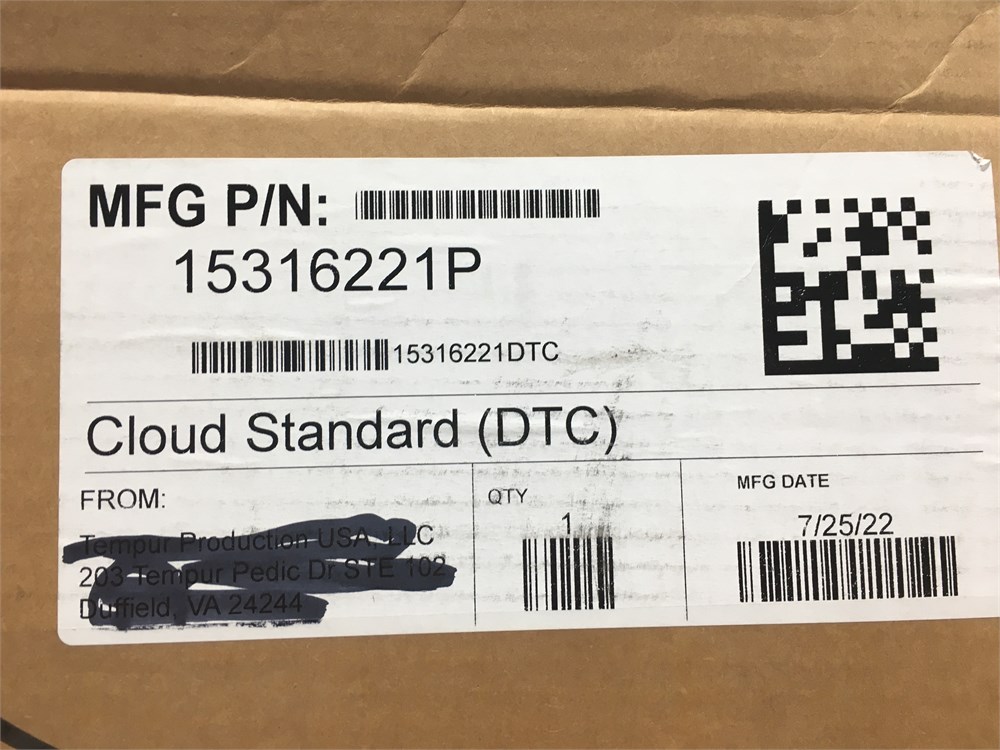 MFG P/N:
15316221P
15316221DTC
Cloud Standard (DTC)
FROM:
Tempur Production USA, LLC
203 Tempur Pedic Dr STE 102
Duffield, VA 24244
QTY
1
MFG DATE
7/25/22